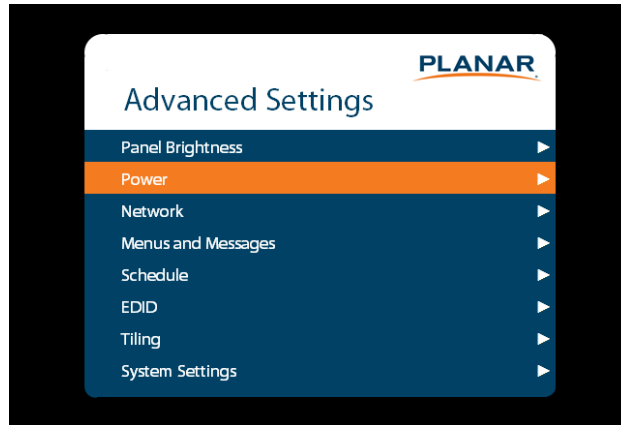 PLANAR
Advanced Settings
Panel Brightness
Power
Network
Menus and Messages
Schedule
EDID
Tiling
System Settings